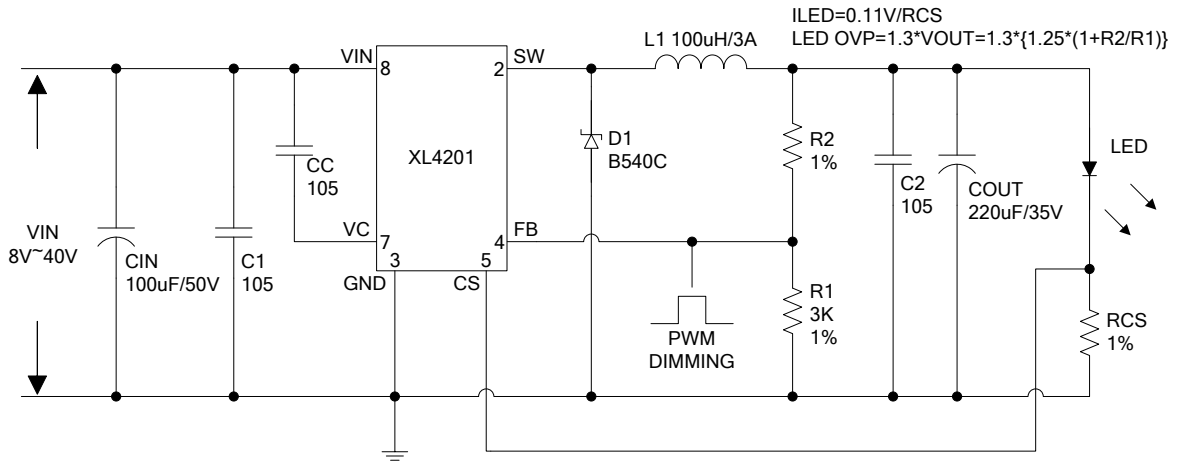 ILED=0.11V/RCS
LED OVP=1.3*VOUT=1.3*{1.25*(1+R2/R1)}
L1 100uH/3A
VIN
8
2
SW
XL4201
D1
B540C
R2
1%
LED
CC
105
C2
105
COUT
220uF/35V
VIN
8V~40V
CIN
100uF/50V
C1
105
VC
7
4
FB
3
5
GND
CS
R1
3K
1%
PWM
DIMMING
RCS
1%